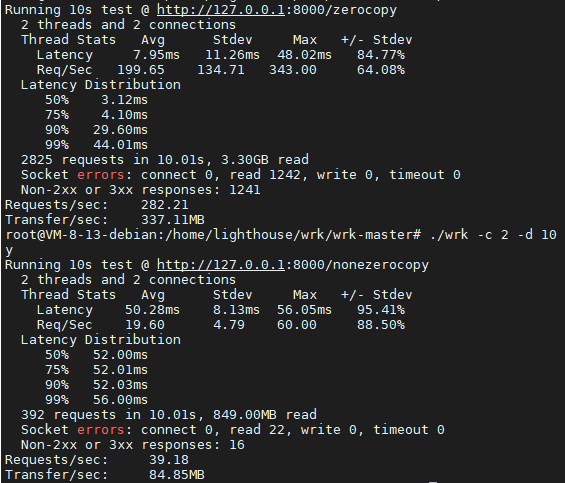 Running 10s test @ http://127.0.0.1:8000/zerocopy
  2 threads and 2 connections
  Thread Stats   Avg      Stdev     Max   +/- Stdev
    Latency     7.95ms   11.26ms  48.02ms   84.77%
    Req/Sec   199.65    134.71   343.00     64.08%
  Latency Distribution
     50%    3.12ms
     75%    4.10ms
     90%   29.60ms
     99%   44.01ms
  2825 requests in 10.01s, 3.30GB read
  Socket errors: connect 0, read 1242, write 0, timeout 0
  Non-2xx or 3xx responses: 1241
Requests/sec:    282.21
Transfer/sec:    337.11MB
root@VM-8-13-debian:/home/lighthouse/wrk/wrk-master# ./wrk -c 2 -d 10
y
Running 10s test @ http://127.0.0.1:8000/nonezerocopy
  2 threads and 2 connections
  Thread Stats   Avg      Stdev     Max   +/- Stdev
    Latency    50.28ms    8.13ms  56.05ms   95.41%
    Req/Sec    19.60      4.79    60.00     88.50%
  Latency Distribution
     50%   52.00ms
     75%   52.01ms
     90%   52.03ms
     99%   56.00ms
  392 requests in 10.01s, 849.00MB read
  Socket errors: connect 0, read 22, write 0, timeout 0
  Non-2xx or 3xx responses: 16
Requests/sec:     39.18
Transfer/sec:     84.85MB